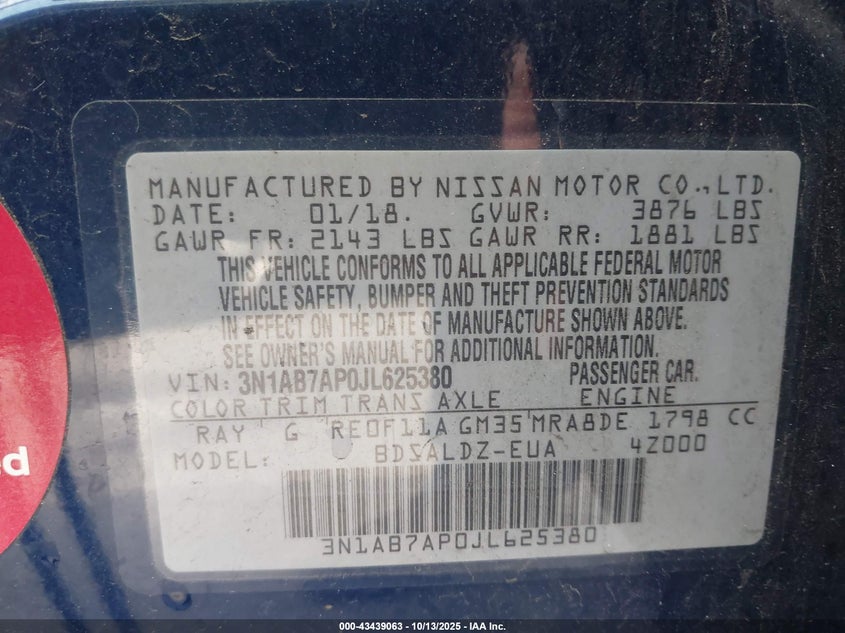 MANUFACTURED BY NISSAN MOTOR CO.,LTD.
DATE: 01/18. GVWR: 3876 LBS
GAWR FR: 2143 LBS GAWR RR: 1881 LBS
THIS VEHICLE CONFORMS TO ALL APPLICABLE FEDERAL MOTOR
VEHICLE SAFETY, BUMPER AND THEFT PREVENTION STANDARDS
IN EFFECT ON THE DATE OF MANUFACTURE SHOWN ABOVE.
SEE OWNER'S MANUAL FOR ADDITIONAL INFORMATION.
VIN: 3N1AB7AP0JL625380 PASSENGER CAR.
COLOR TRIM TRANS AXLE ENGINE
RAY G RE0F11A GM35 MRA8DE 1798 CC
MODEL: BDSALDZ-EUA 4Z000
3N1AB7AP0JL625380
000-43439063 - 10/13/2025 - IAA Inc.